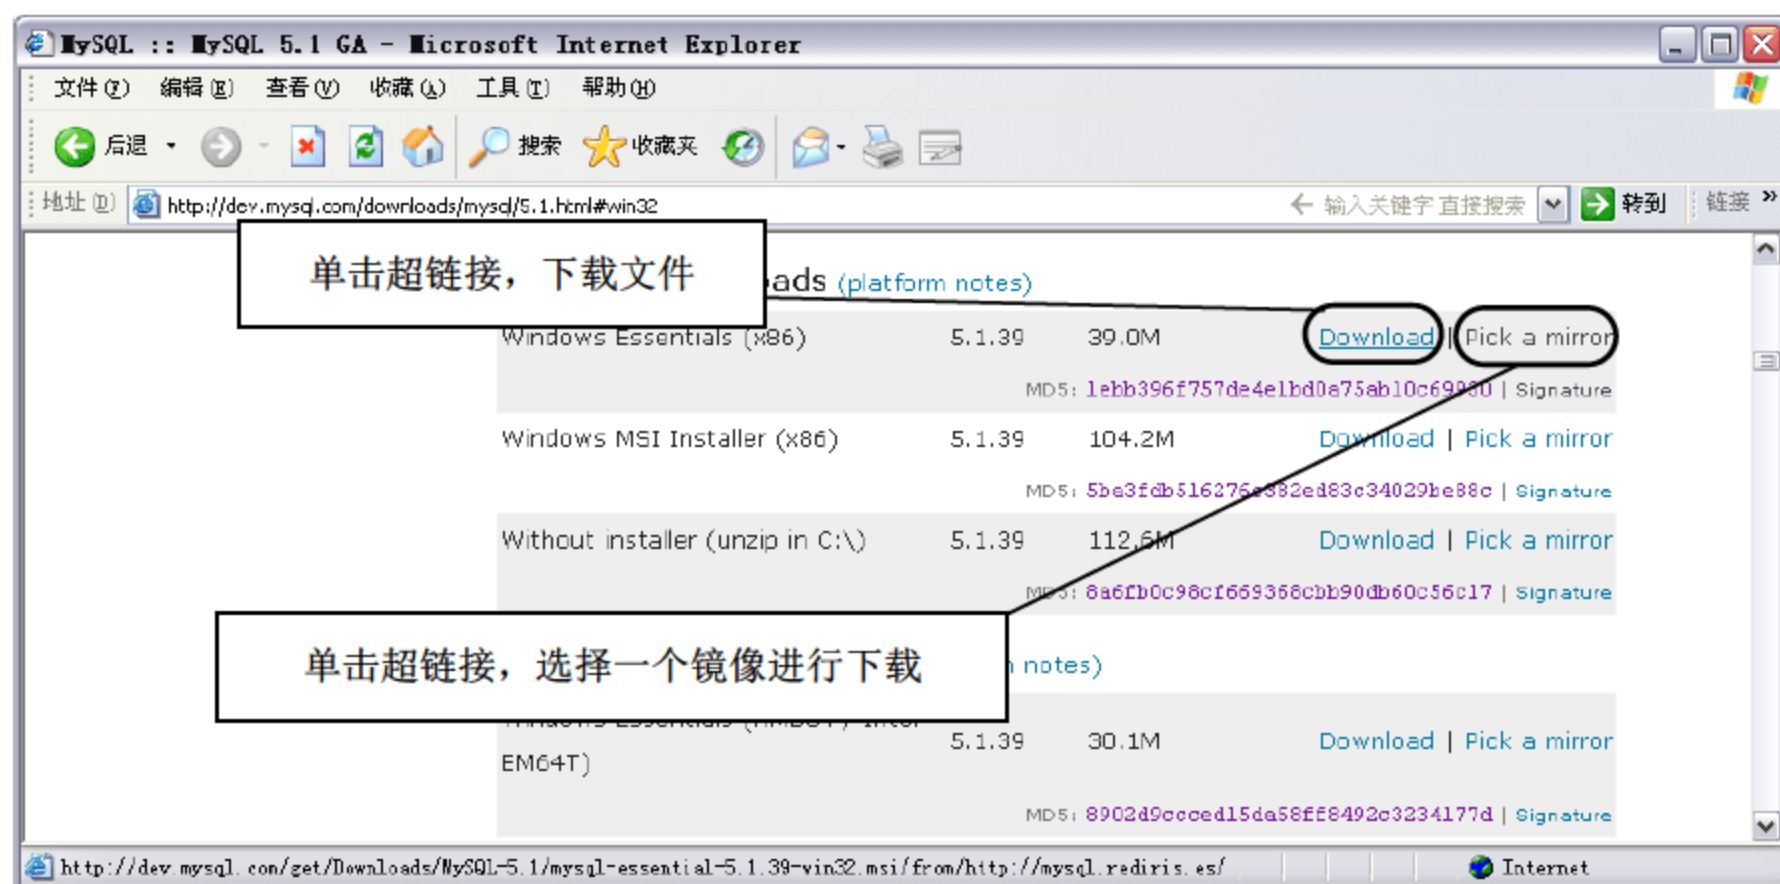 MySQL :: MySQL 5.1 GA - Microsoft Internet Explorer
文件(F) 编辑(E) 查看(V) 收藏(A) 工具(T) 帮助(H)
后退 搜索 收藏夹
地址(D) http://dev.mysql.com/downloads/mysql/5.1.html#win32 输入关键字 直接搜索 转到 链接 »
单击超链接，下载文件
oads (platform notes)
Windows Essentials (x86) 5.1.39 39.0M Download | Pick a mirror
MD5: | Signature
Windows MSI Installer (x86) 5.1.39 104.2M Download | Pick a mirror
MD5: | Signature
Without installer (unzip in C:\) 5.1.39 112.6M Download | Pick a mirror
MD5: 8a6fb0c98cf669368cbb90db60c56c17 | Signature
单击超链接，选择一个镜像进行下载
notes)
5.1.39 30.1M Download | Pick a mirror
EM64T)
MD5: 8902d9ccced15da58ff8492c3234177d | Signature
http://dev.mysql.com/get/Downloads/MySQL-5.1/mysql-essential-5.1.39-win32.msi/from/http://mysql.rediris.es/ Internet